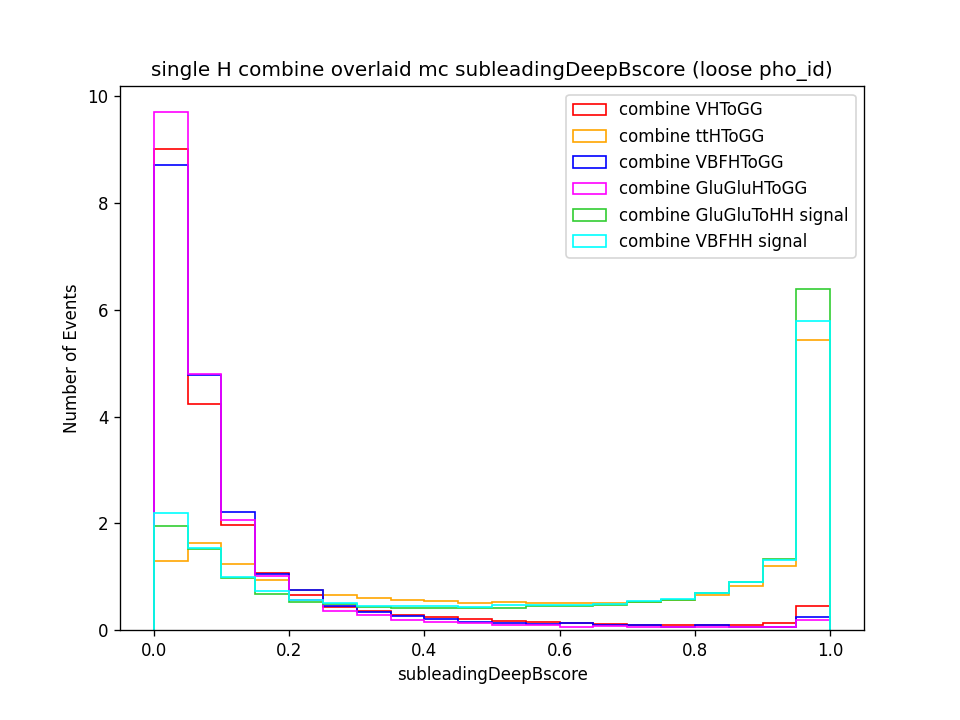 single H combine overlaid mc subleadingDeepBscore (loose pho_id)
10
8
6
4
2
0
Number of Events
combine VHToGG
combine ttHToGG
combine VBFHToGG
combine GluGluHToGG
combine GluGluToHH signal
combine VBFHH signal
0.0 0.2 0.4 0.6 0.8 1.0
subleadingDeepBscore